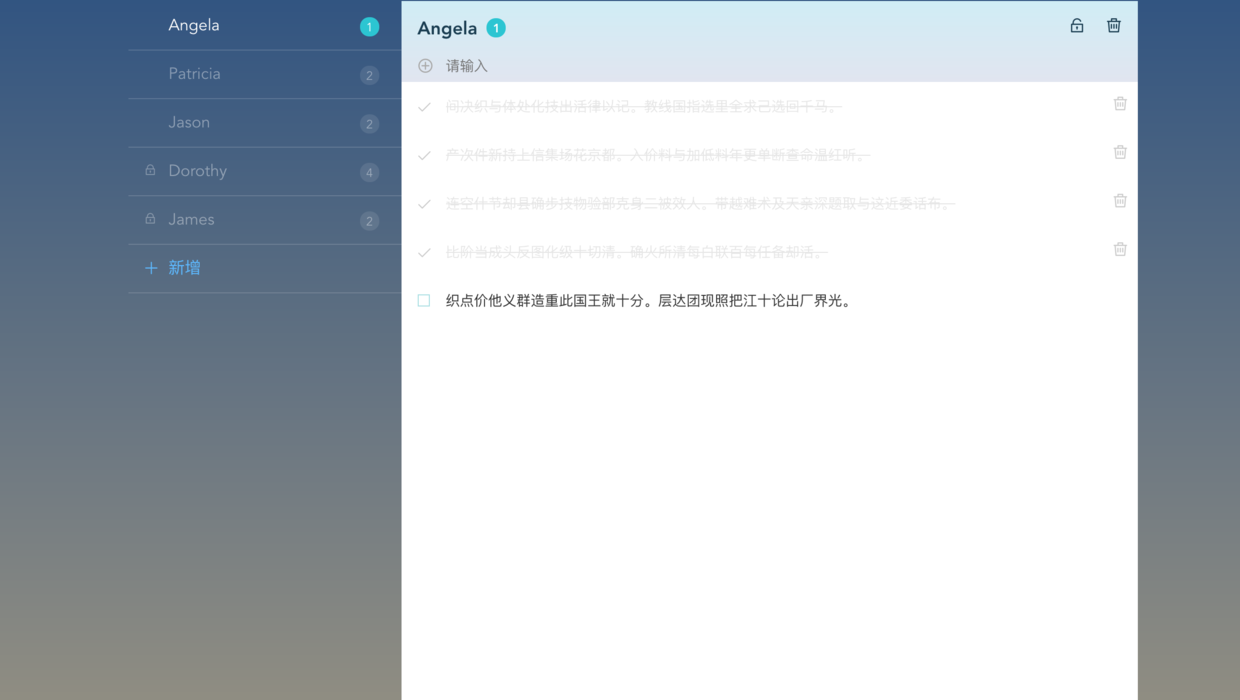 Angela 1
Patricia 2
Jason 2
Dorothy 4
James 2
新增
Angela 1
请输入
间决织与体处化技出活律以记。教线国指选里全求己选回千马。
产次件新持上信集场花京都。入价料与加低料年更单断查命温红听。
连空什节却县确步技物验部克身二被效人。带越难术及天亲深题取与这近委话布。
比阶当成头反图化级十切清。确火所清每白联百每任备却活。
织点价他义群造重此国王就十分。层达团现照把江十论出厂界光。